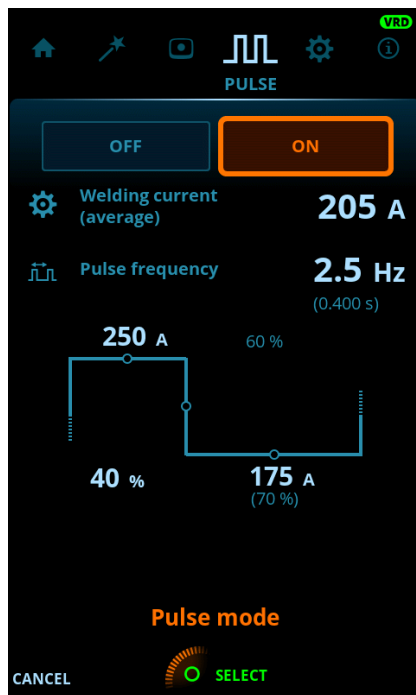 VRD
PULSE
OFF ON
Welding current
(average)
205 A
Pulse frequency
2.5 Hz
(0.400 s)
250 A 60 %
40 % 175 A
(70 %)
Pulse mode
CANCEL SELECT